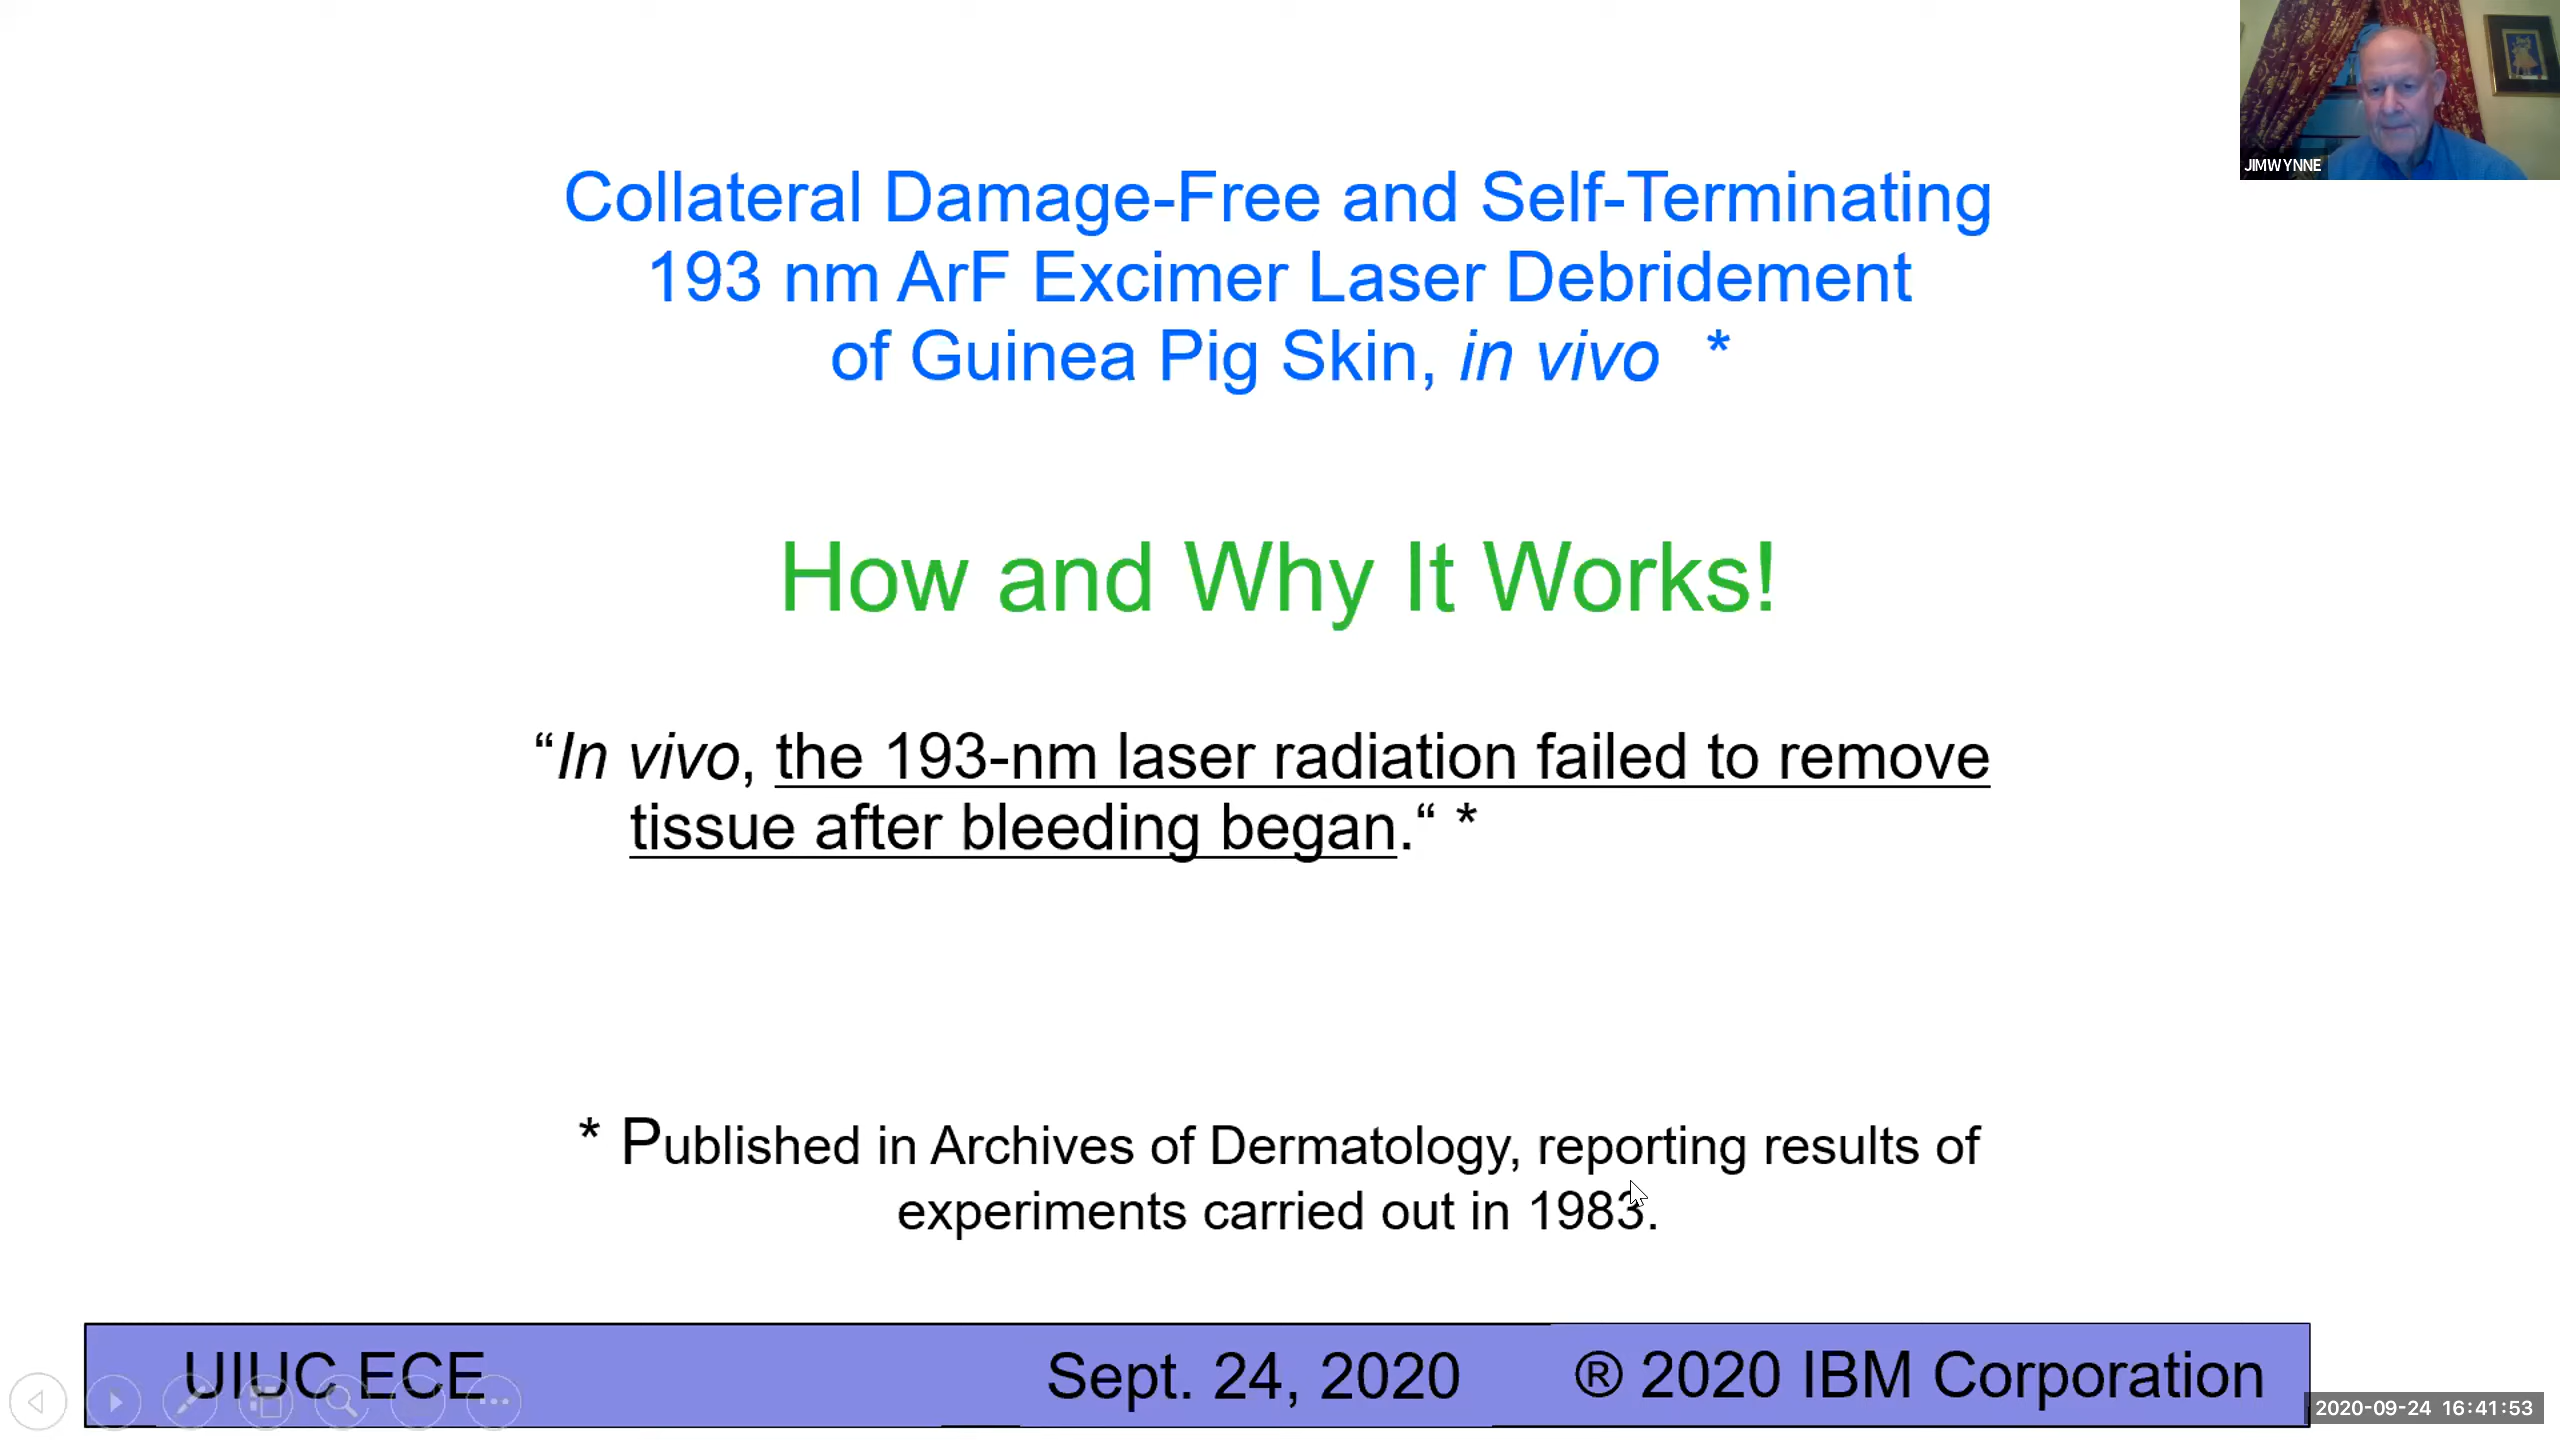 JIMWYNNE
Collateral Damage-Free and Self-Terminating
193 nm ArF Excimer Laser Debridement
of Guinea Pig Skin, in vivo *
How and Why It Works!
“In vivo, the 193-nm laser radiation failed to remove
tissue after bleeding began.“ *
* Published in Archives of Dermatology, reporting results of
experiments carried out in 1983.
UIUC ECE Sept. 24, 2020 ® 2020 IBM Corporation
2020-09-24 16:41:53